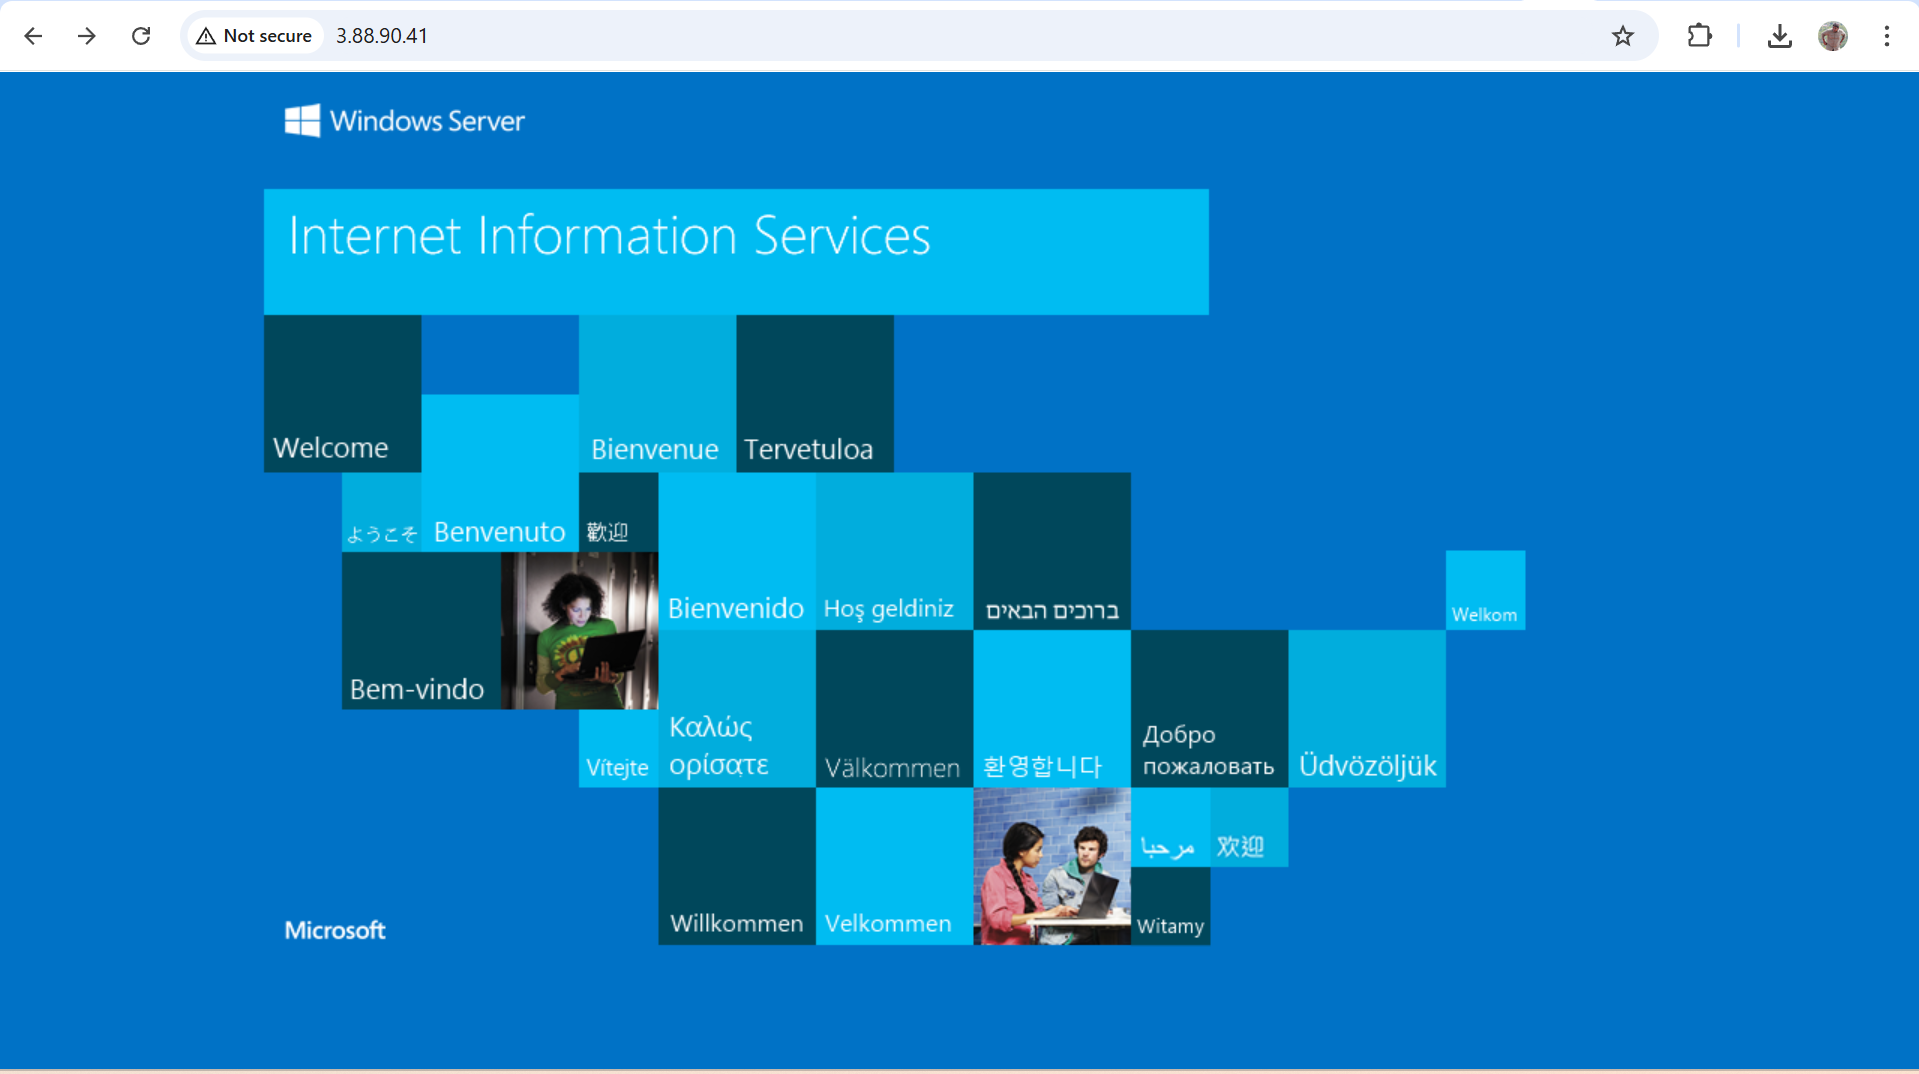 Not secure
3.88.90.41
Windows Server
Internet Information Services
Welcome
Bienvenue
Tervetuloa
ようこそ
Benvenuto
歡迎
Bienvenido
Hoş geldiniz
ברוכים הבאים
Welkom
Bem-vindo
Vítejte
Καλώς
ορίσατε
Välkommen
환영합니다
Добро
пожаловать
Üdvözöljük
Willkommen
Velkommen
مرحبا
欢迎
Witamy
Microsoft